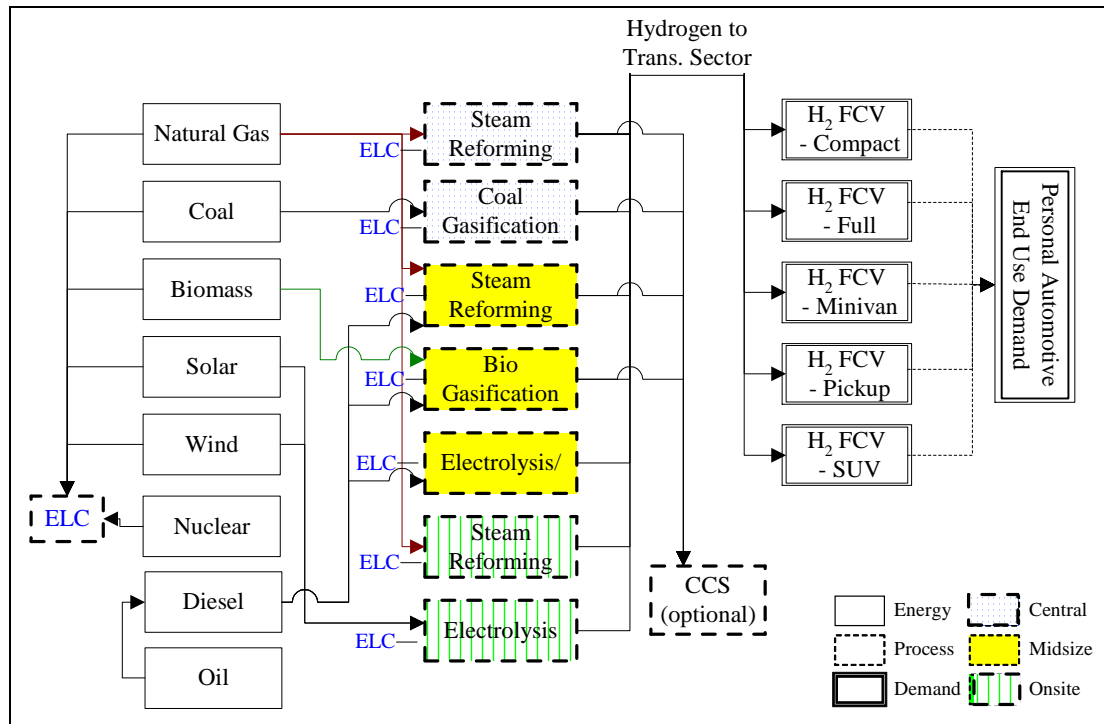 Hydrogen to
Trans. Sector
Natural Gas
Coal
Biomass
Solar
Wind
Nuclear
ELC
Diesel
Oil
Steam
Reforming
ELC
Coal
Gasification
ELC
Steam
Reforming
ELC
Bio
Gasification
ELC
Electrolysis/
ELC
Steam
Reforming
ELC
Electrolysis
ELC
H2 FCV
- Compact
H2 FCV
- Full
H2 FCV
- Minivan
H2 FCV
- Pickup
H2 FCV
- SUV
Personal Automotive
End Use Demand
CCS
(optional)
Energy
Central
Process
Midsize
Demand
Onsite